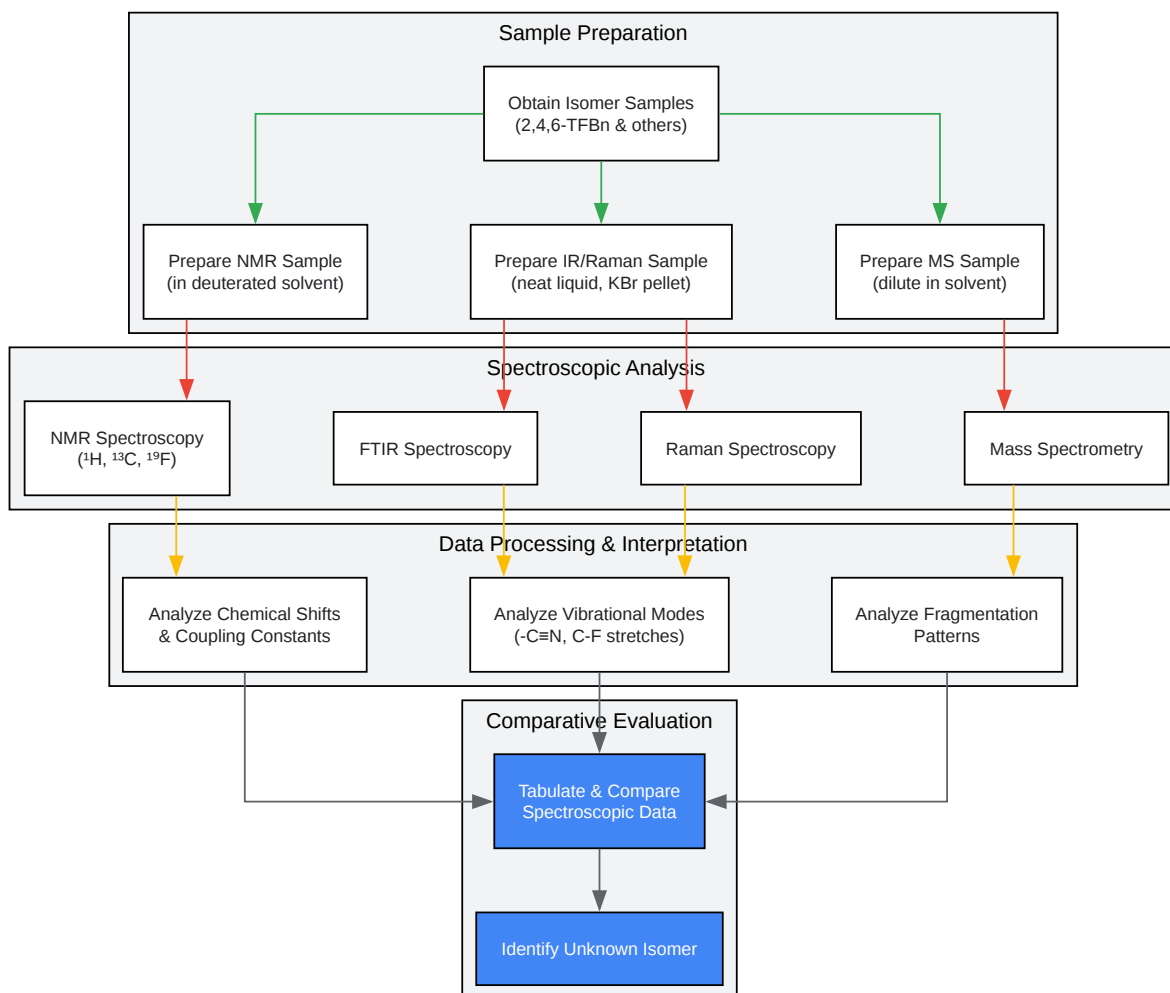 Sample Preparation
Obtain Isomer Samples
(2,4,6-TFBn & others)
Prepare NMR Sample
(in deuterated solvent)
Prepare IR/Raman Sample
(neat liquid, KBr pellet)
Prepare MS Sample
(dilute in solvent)
Spectroscopic Analysis
NMR Spectroscopy
(¹H, ¹³C, ¹⁹F)
FTIR Spectroscopy
Raman Spectroscopy
Mass Spectrometry
Data Processing & Interpretation
Analyze Chemical Shifts
& Coupling Constants
Analyze Vibrational Modes
(-C≡N, C-F stretches)
Analyze Fragmentation
Patterns
Comparative Evaluation
Tabulate & Compare
Spectroscopic Data
Identify Unknown Isomer